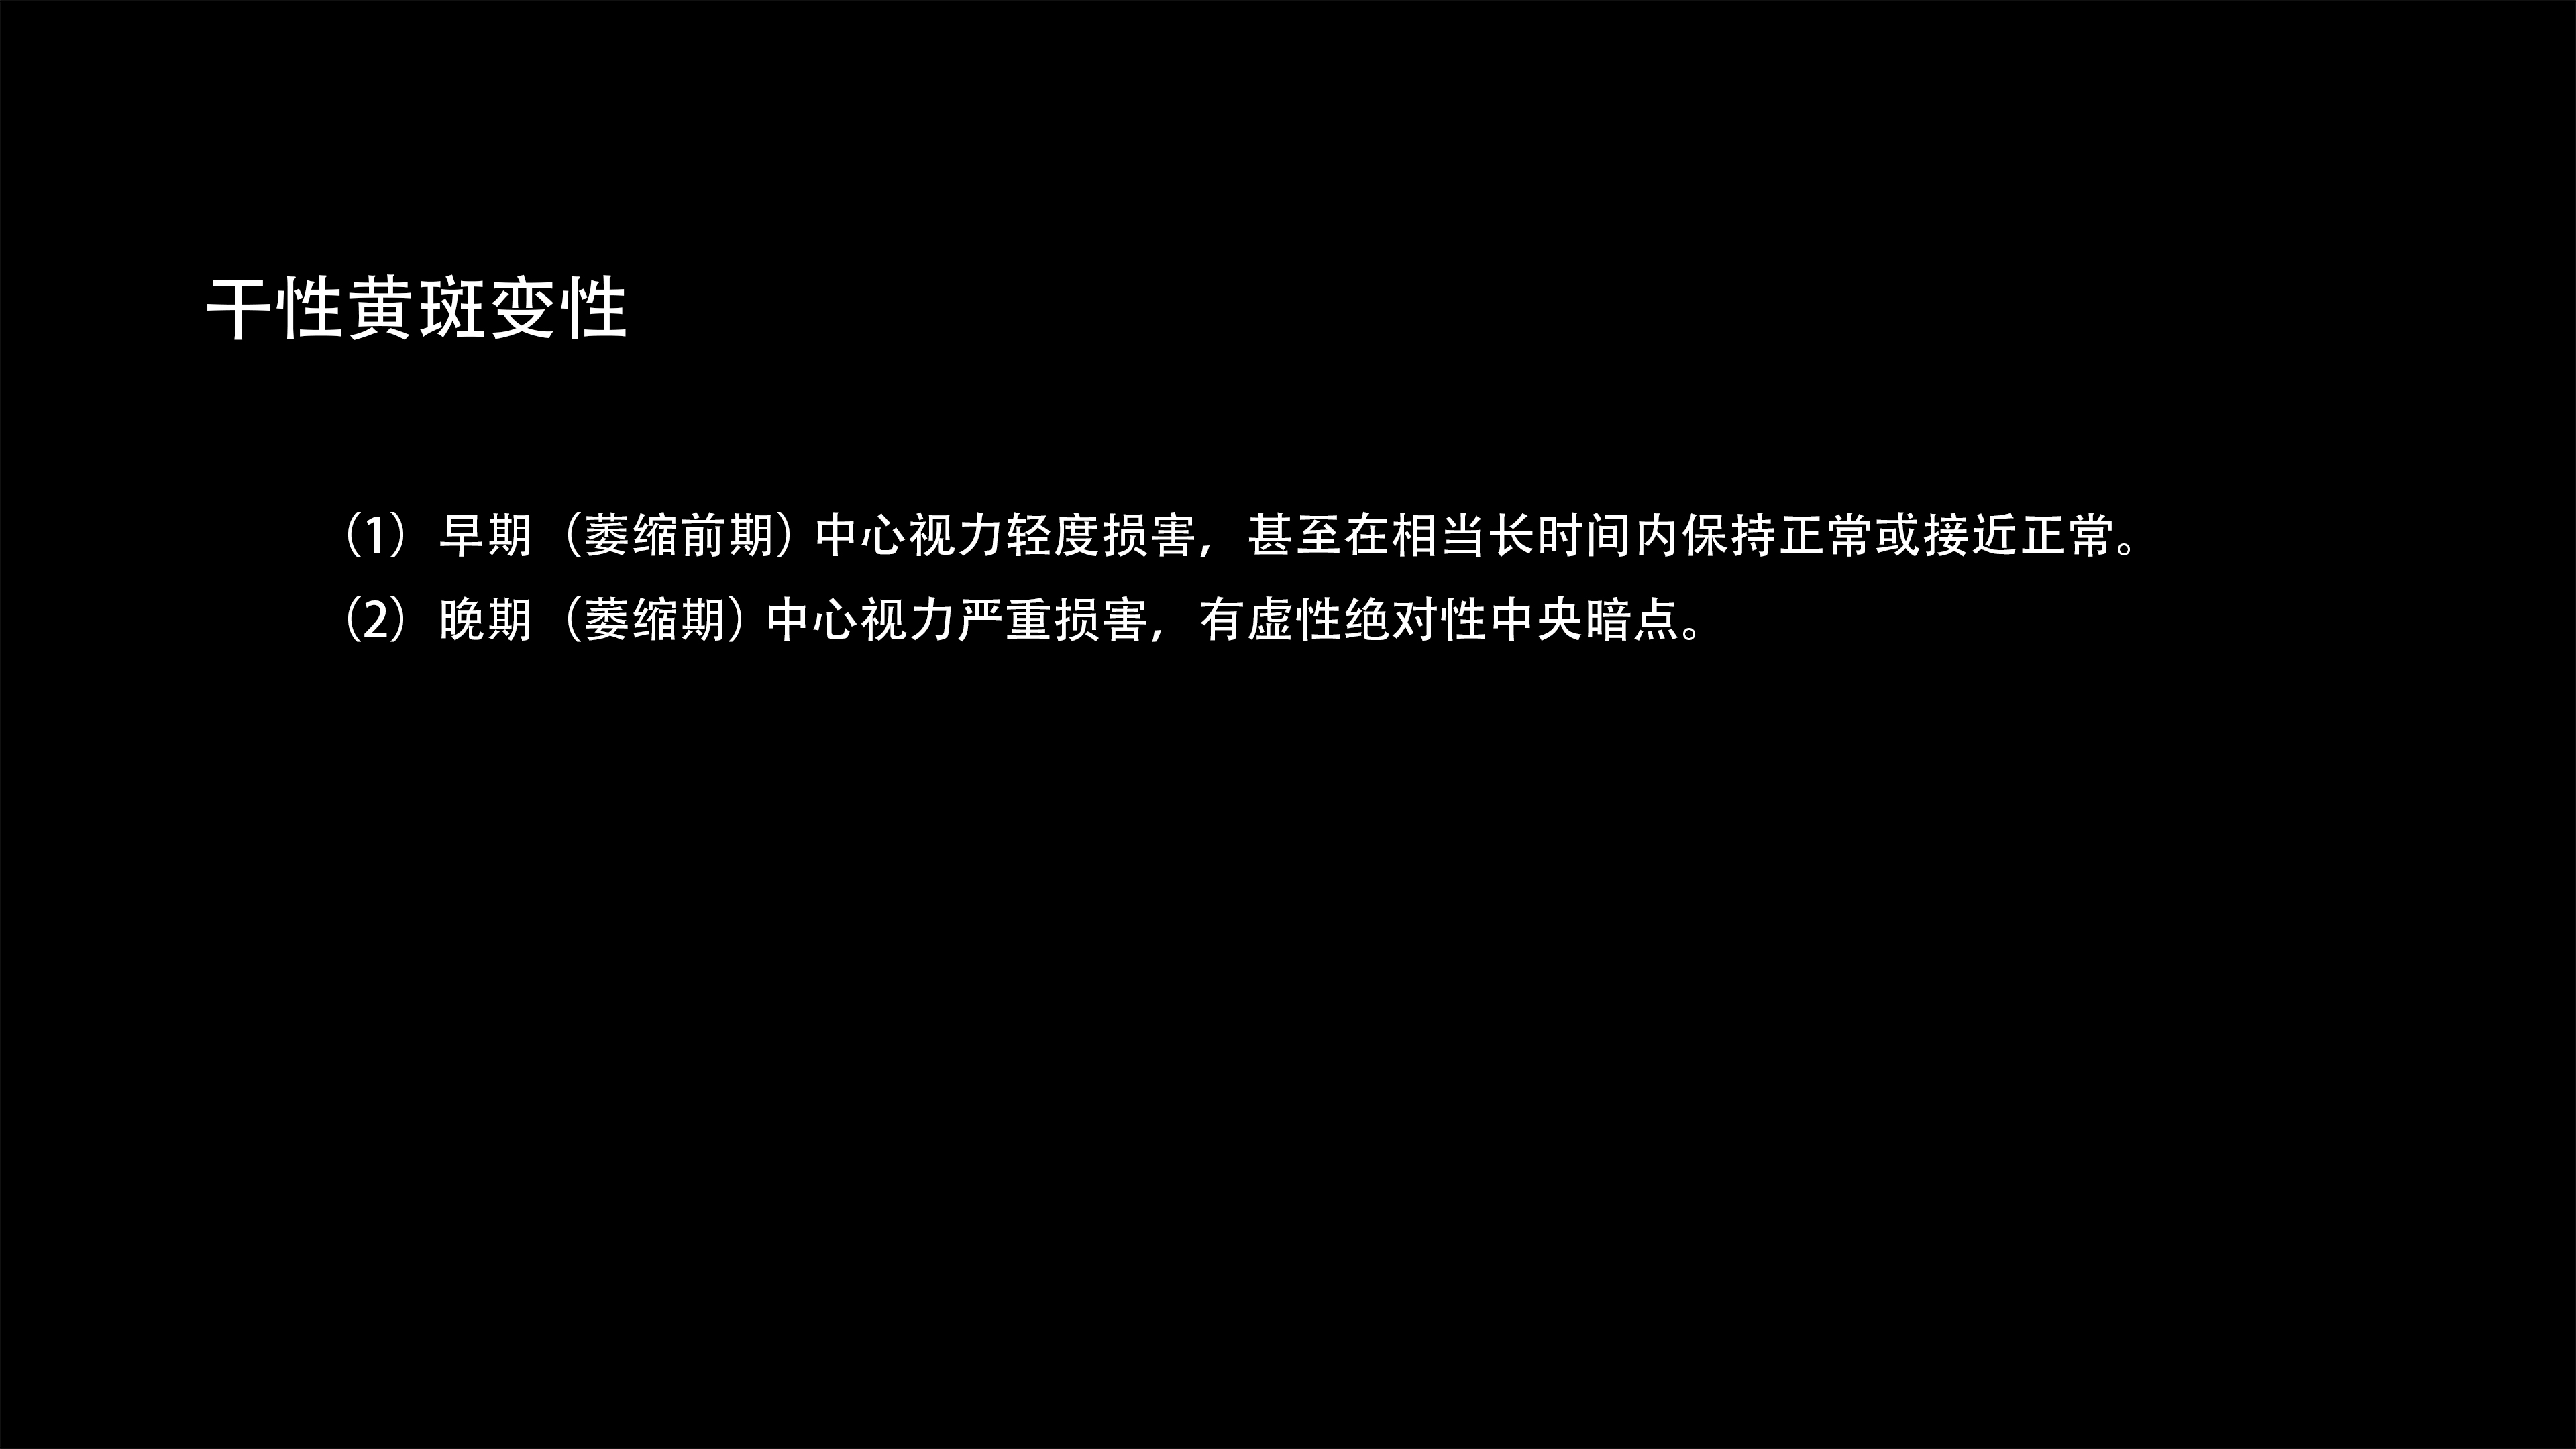 干性黄斑变性
（1）早期（萎缩前期）中心视力轻度损害，甚至在相当长时间内保持正常或接近正常。
（2）晚期（萎缩期）中心视力严重损害，有虚性绝对性中央暗点。